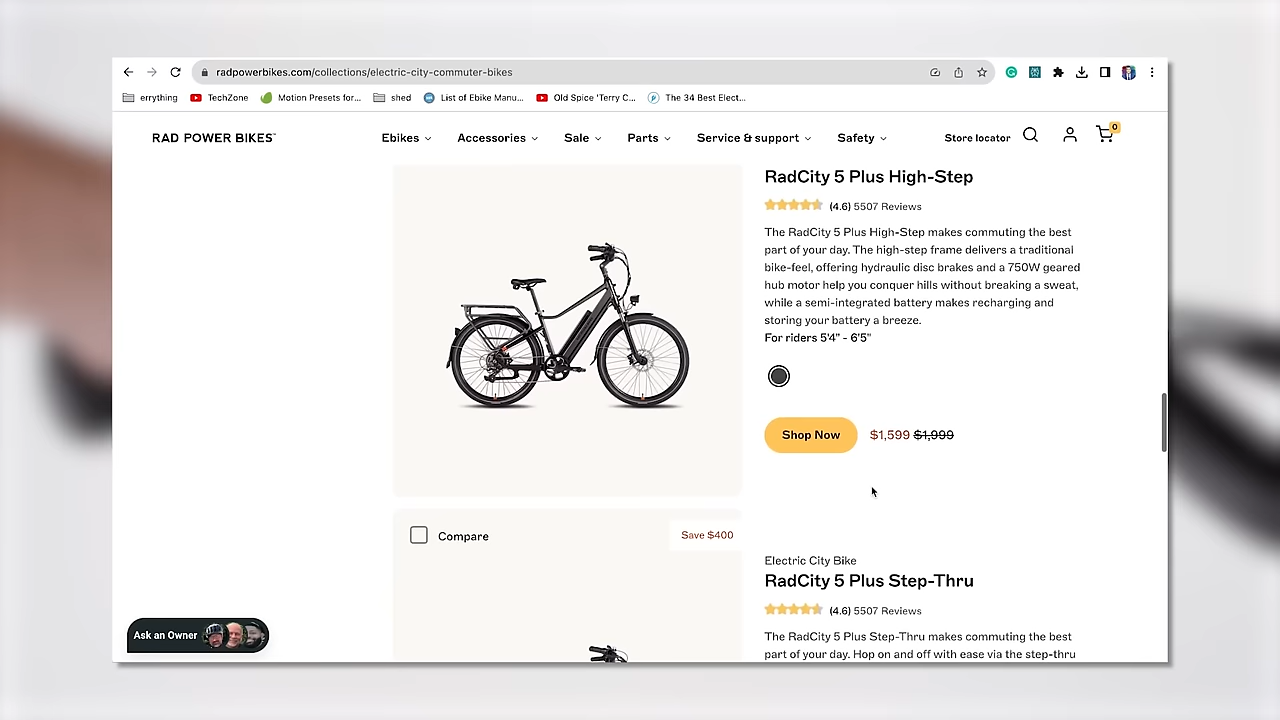 radpowerbikes.com/collections/electric-city-commuter-bikes
errything
TechZone
Motion Presets for...
shed
List of Ebike Manu...
Old Spice 'Terry C...
The 34 Best Elect...
RAD POWER BIKES
Ebikes
Accessories
Sale
Parts
Service & support
Safety
Store locator
0
RadCity 5 Plus High-Step
(4.6) 5507 Reviews
The RadCity 5 Plus High-Step makes commuting the best
part of your day. The high-step frame delivers a traditional
bike-feel, offering hydraulic disc brakes and a 750W geared
hub motor help you conquer hills without breaking a sweat,
while a semi-integrated battery makes recharging and
storing your battery a breeze.
For riders 5'4" - 6'5"
Shop Now
$1,599 $1,999
Compare
Save $400
Electric City Bike
RadCity 5 Plus Step-Thru
(4.6) 5507 Reviews
The RadCity 5 Plus Step-Thru makes commuting the best
part of your day. Hop on and off with ease via the step-thru
Ask an Owner